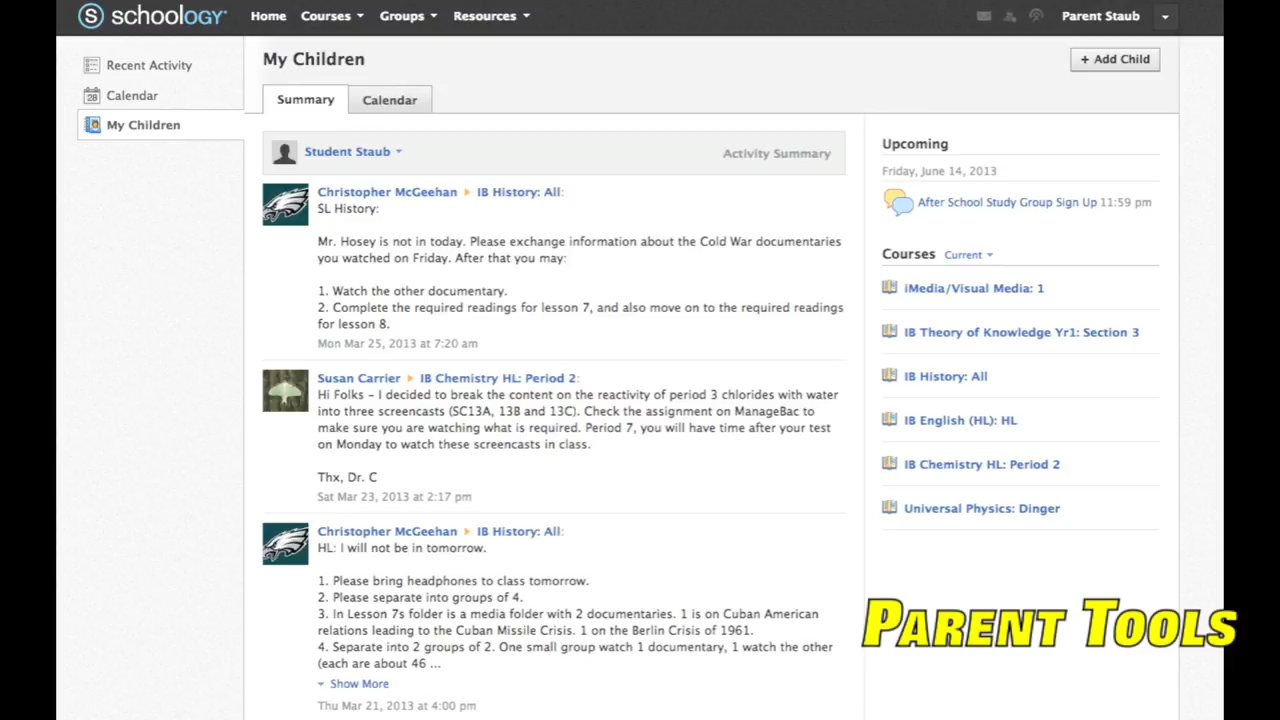 schoology Home Courses Groups Resources Parent Staub
Recent Activity
28 Calendar
My Children
My Children
+ Add Child
Summary Calendar
Student Staub Activity Summary
Christopher McGeehan IB History: All:
SL History:
Mr. Hosey is not in today. Please exchange information about the Cold War documentaries
you watched on Friday. After that you may:
1. Watch the other documentary.
2. Complete the required readings for lesson 7, and also move on to the required readings
for lesson 8.
Mon Mar 25, 2013 at 7:20 am
Susan Carrier IB Chemistry HL: Period 2:
Hi Folks - I decided to break the content on the reactivity of period 3 chlorides with water
into three screencasts (SC13A, 13B and 13C). Check the assignment on ManageBac to
make sure you are watching what is required. Period 7, you will have time after your test
on Monday to watch these screencasts in class.
Thx, Dr. C
Sat Mar 23, 2013 at 2:17 pm
Christopher McGeehan IB History: All:
HL: I will not be in tomorrow.
1. Please bring headphones to class tomorrow.
2. Please separate into groups of 4.
3. In Lesson 7s folder is a media folder with 2 documentaries. 1 is on Cuban American
relations leading to the Cuban Missile Crisis. 1 on the Berlin Crisis of 1961.
4. Separate into 2 groups of 2. One small group watch 1 documentary, 1 watch the other
(each are about 46 ...
Show More
Thu Mar 21, 2013 at 4:00 pm
Upcoming
Friday, June 14, 2013
After School Study Group Sign Up 11:59 pm
Courses Current
iMedia/Visual Media: 1
IB Theory of Knowledge Yr1: Section 3
IB History: All
IB English (HL): HL
IB Chemistry HL: Period 2
Universal Physics: Dinger
PARENT TOOLS